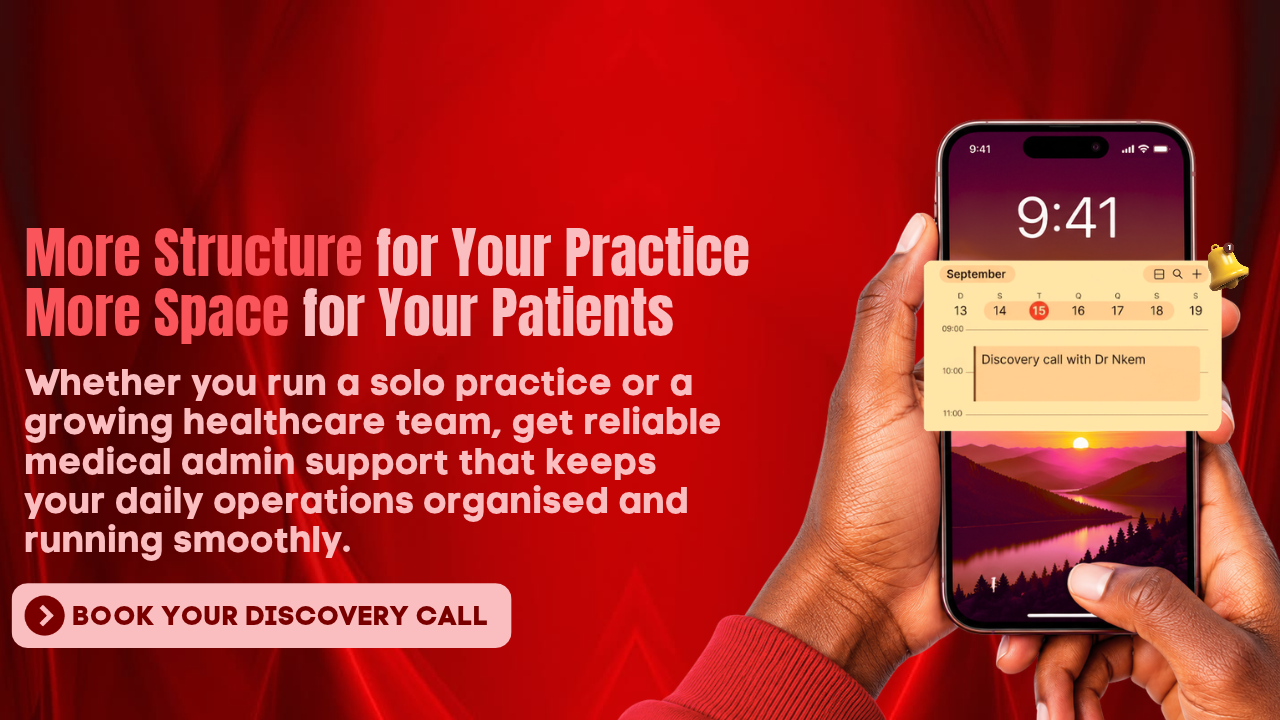 More Structure for Your Practice
More Space for Your Patients
Whether you run a solo practice or a
growing healthcare team, get reliable
medical admin support that keeps
your daily operations organised and
running smoothly.
BOOK YOUR DISCOVERY CALL
9:41
9:41
1
September
D S T Q Q S S
13 14 15 16 17 18 19
09:00
Discovery call with Dr Nkem
10:00
11:00